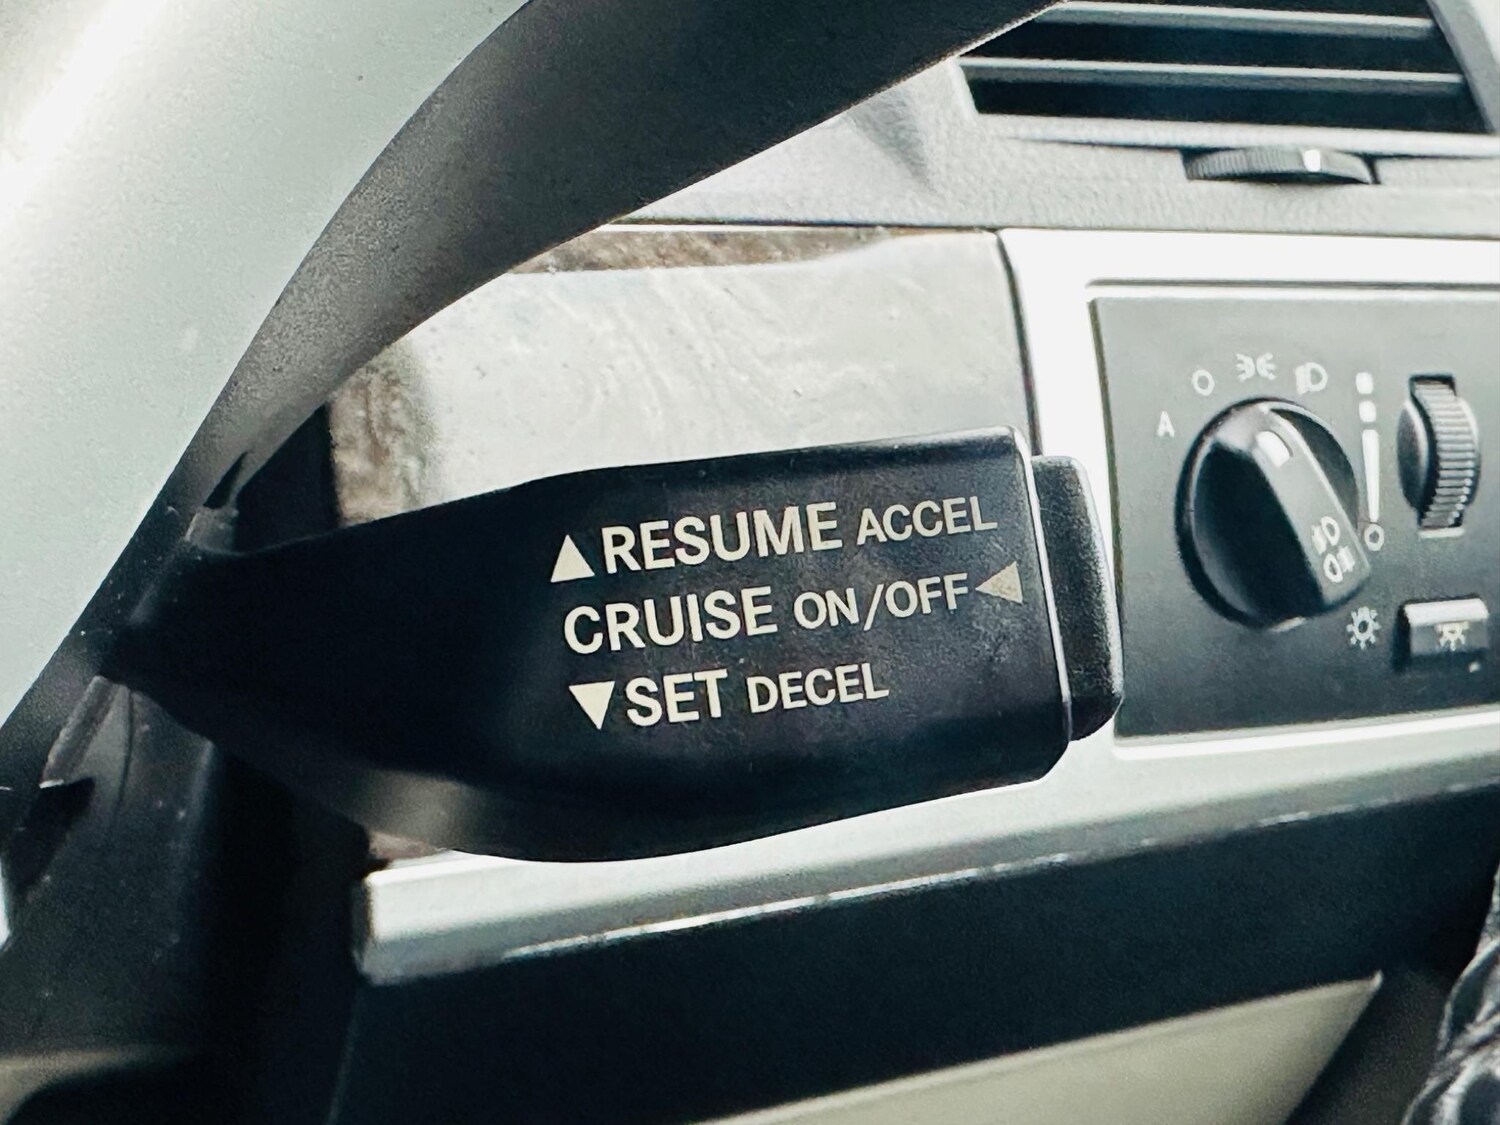 ▲RESUME ACCEL
CRUISE ON/OFF◀
▼SET DECEL
A